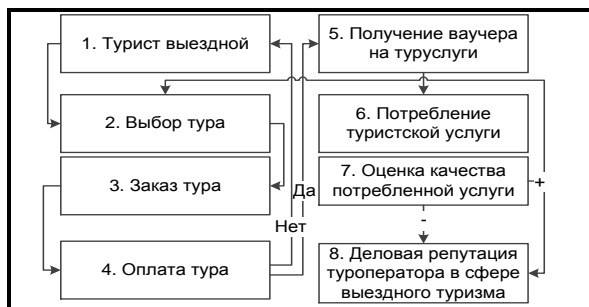 1. Турист выездной
2. Выбор тура
3. Заказ тура
4. Оплата тура
Нет
Да
5. Получение ваучера
на туруслуги
6. Потребление
туристской услуги
7. Оценка качества
потребленной услуги
+
-
8. Деловая репутация
туроператора в сфере
выездного туризма